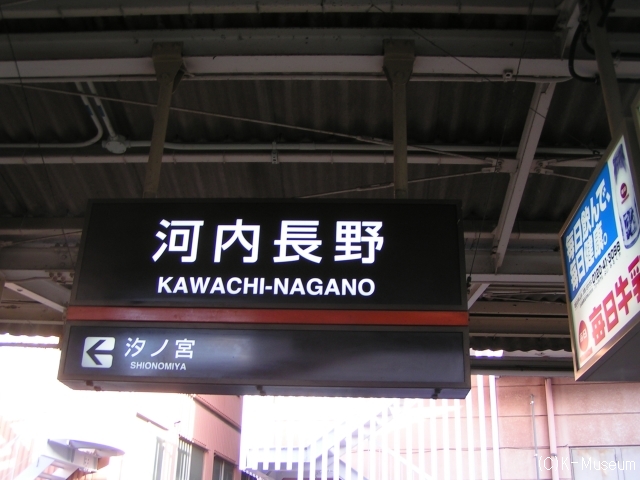 河内長野
KAWACHI-NAGANO
汐ノ宮
SHIONOMIYA
毎日飲んで、
毎日健康。
毎日牛乳
(C)K-Museum